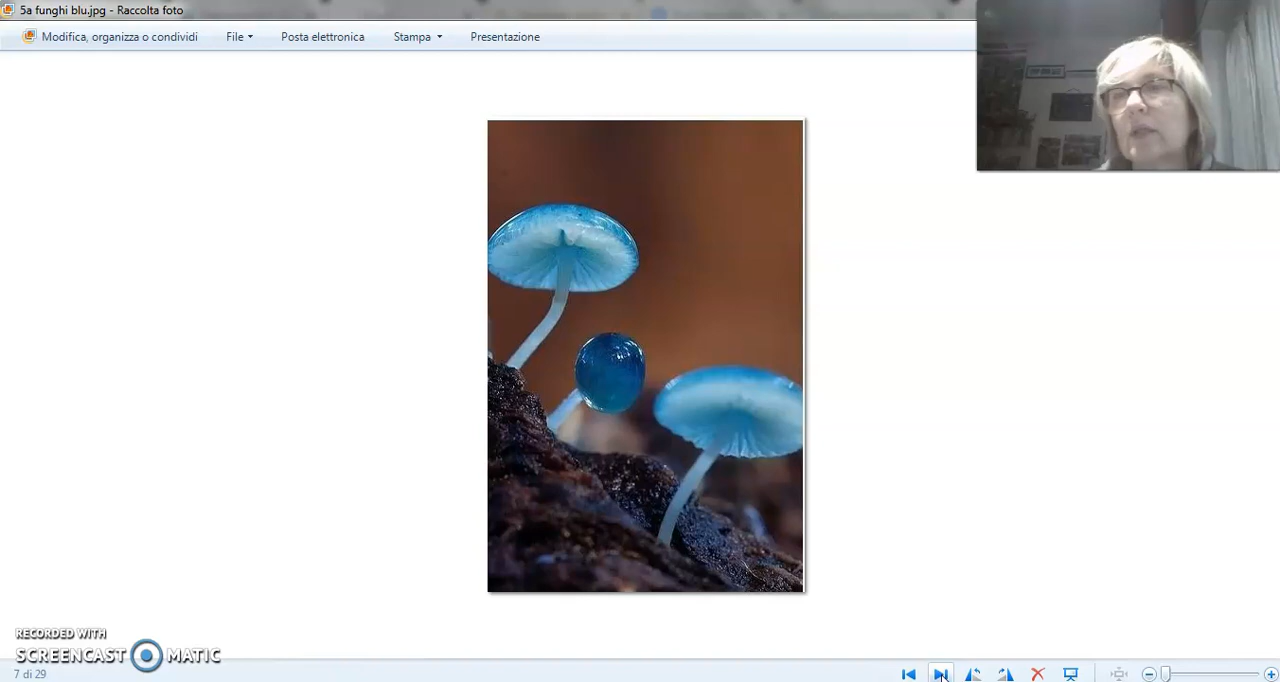 5a funghi blu.jpg - Raccolta foto
Modifica, organizza o condividi File Posta elettronica Stampa Presentazione
RECORDED WITH
SCREENCAST MATIC
7 di 29